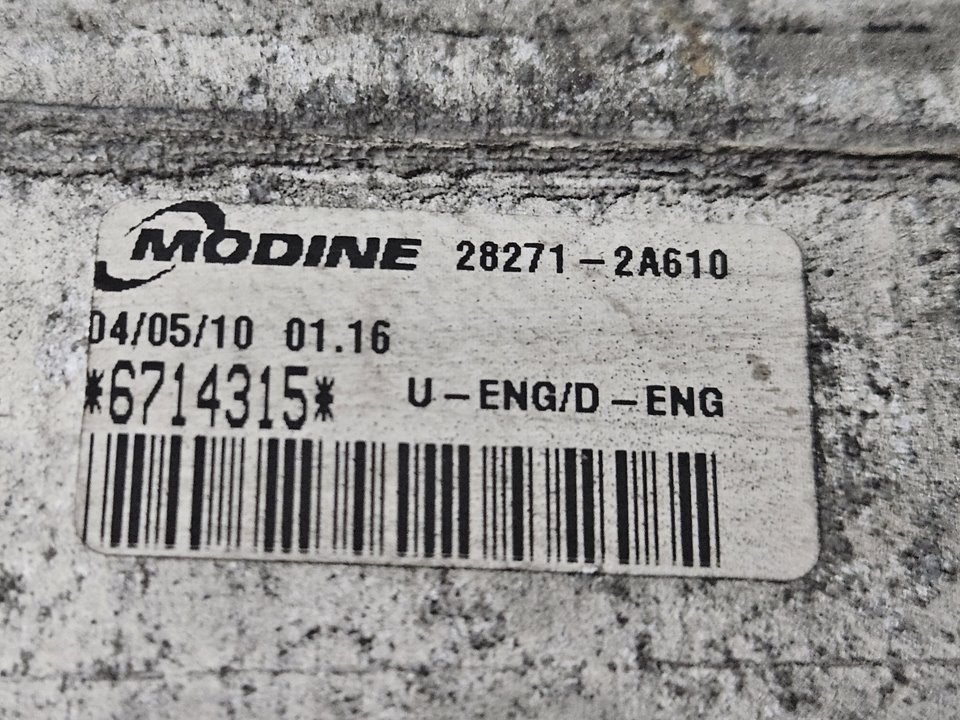 MODINE 28271-2A610
04/05/10 01.16
*6714315* U-ENG/D-ENG